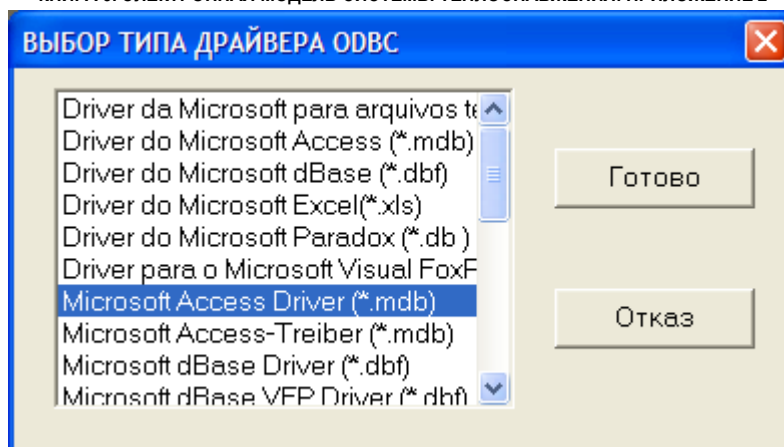 ВЫБОР ТИПА ДРАЙВЕРА ODBC
Driver da Microsoft para arquivos
Driver do Microsoft Access (*.mdb)
Driver do Microsoft dBase (*.dbf)
Driver do Microsoft Excel(*.xls)
Driver do Microsoft Paradox (*.db )
Driver para o Microsoft Visual
Microsoft Access Driver (*.mdb)
Microsoft Access-Treiber (*.mdb)
Microsoft dBase Driver (*.dbf)
Microsoft dBase VFP Driver (*.dbf)
Готово
Отказ